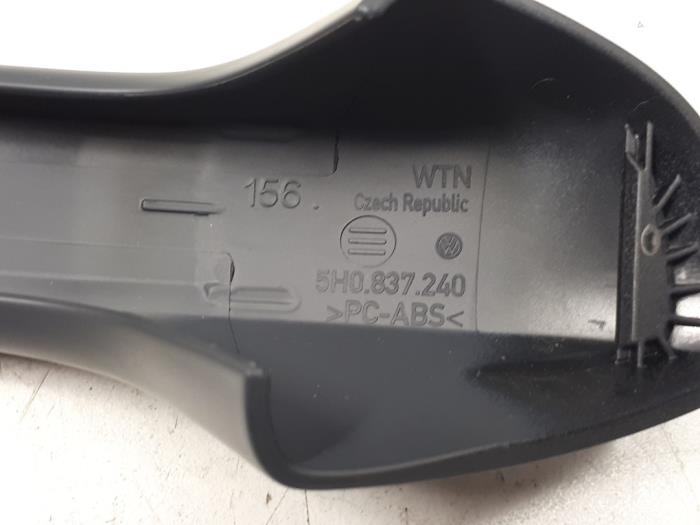 156.
WTN
Czech Republic
5H0.837.240
>PC-ABS<